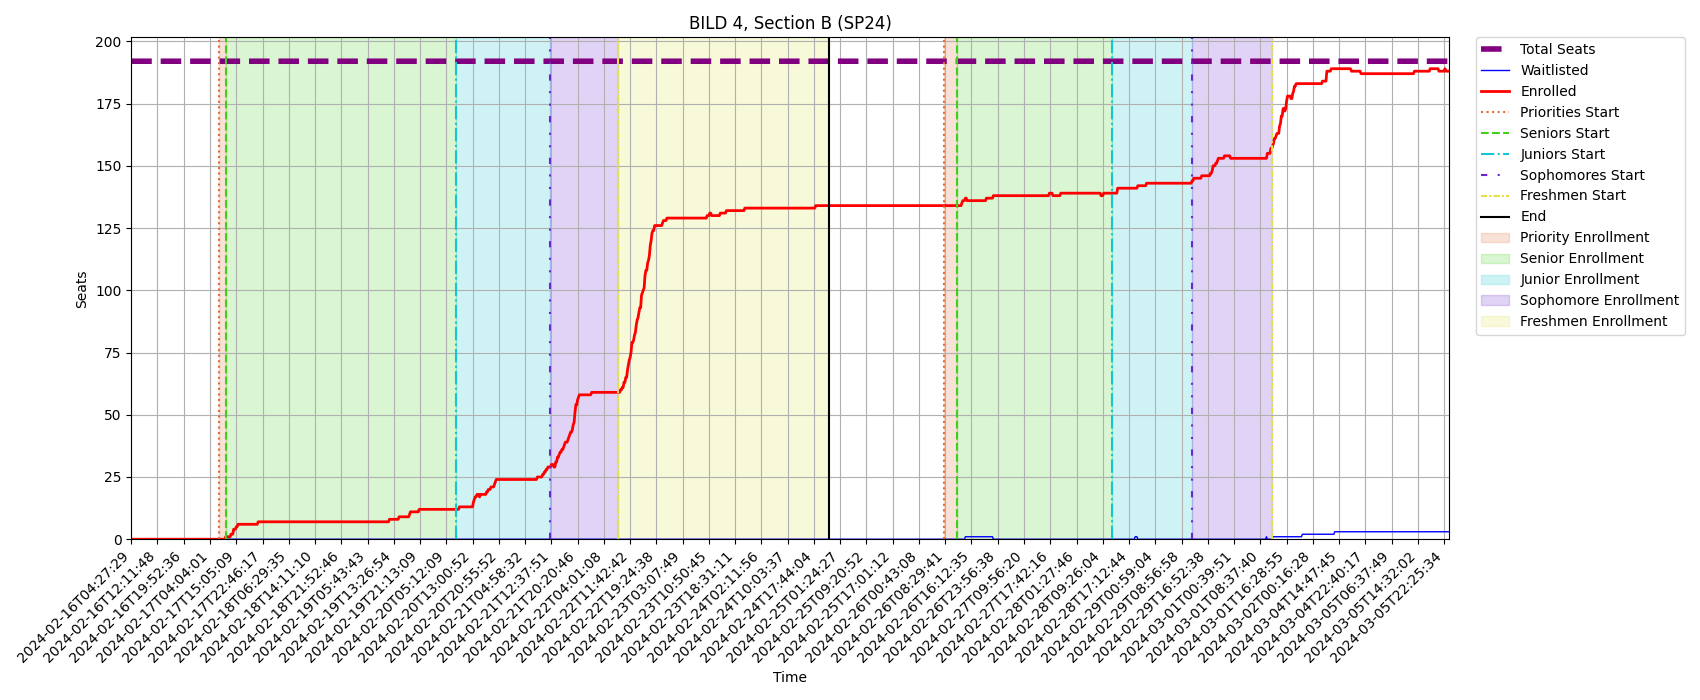 BILD 4, Section B (SP24)
Seats
200
175
150
125
100
75
50
25
0
2024-02-16T04:27:29
2024-02-16T12:11:48
2024-02-16T19:52:36
2024-02-17T04:04:01
2024-02-17T15:05:09
2024-02-17T22:46:17
2024-02-18T06:29:35
2024-02-18T14:11:10
2024-02-18T21:52:46
2024-02-19T05:43:43
2024-02-19T13:26:54
2024-02-19T21:13:09
2024-02-20T05:12:09
2024-02-20T13:00:52
2024-02-20T20:55:52
2024-02-21T04:58:32
2024-02-21T12:37:51
2024-02-21T20:20:46
2024-02-22T04:01:08
2024-02-22T11:42:42
2024-02-22T19:24:38
2024-02-23T03:07:49
2024-02-23T10:50:45
2024-02-23T18:31:11
2024-02-24T02:11:56
2024-02-24T10:03:37
2024-02-24T17:44:04
2024-02-25T01:24:27
2024-02-25T09:20:52
2024-02-25T17:01:12
2024-02-26T00:43:08
2024-02-26T08:29:41
2024-02-26T16:12:35
2024-02-26T23:56:38
2024-02-27T09:56:20
2024-02-27T17:42:16
2024-02-28T01:27:46
2024-02-28T09:26:04
2024-02-28T17:12:44
2024-02-29T00:59:04
2024-02-29T08:56:58
2024-02-29T16:52:38
2024-03-01T00:39:51
2024-03-01T08:37:40
2024-03-01T16:28:55
2024-03-02T00:16:28
2024-03-04T14:47:45
2024-03-04T22:40:17
2024-03-05T06:37:49
2024-03-05T14:32:02
2024-03-05T22:25:34
Time
Total Seats
Waitlisted
Enrolled
Priorities Start
Seniors Start
Juniors Start
Sophomores Start
Freshmen Start
End
Priority Enrollment
Senior Enrollment
Junior Enrollment
Sophomore Enrollment
Freshmen Enrollment